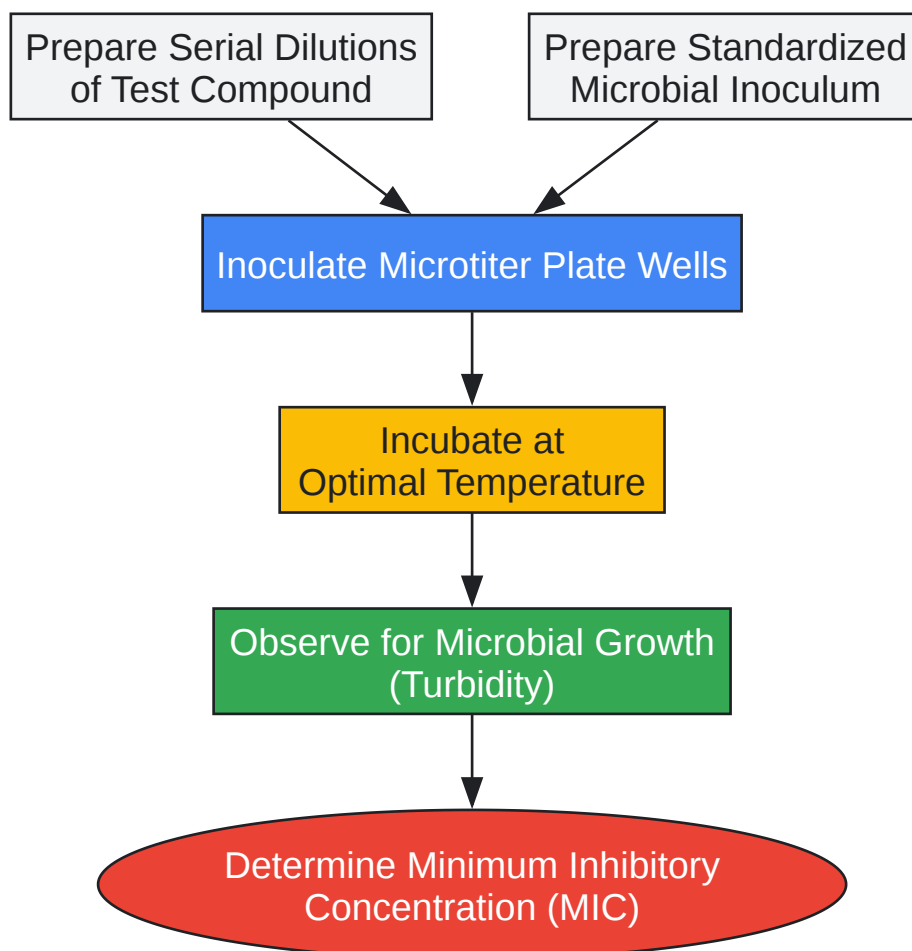 Prepare Serial Dilutions
of Test Compound
Prepare Standardized
Microbial Inoculum
Inoculate Microtiter Plate Wells
Incubate at
Optimal Temperature
Observe for Microbial Growth
(Turbidity)
Determine Minimum Inhibitory
Concentration (MIC)